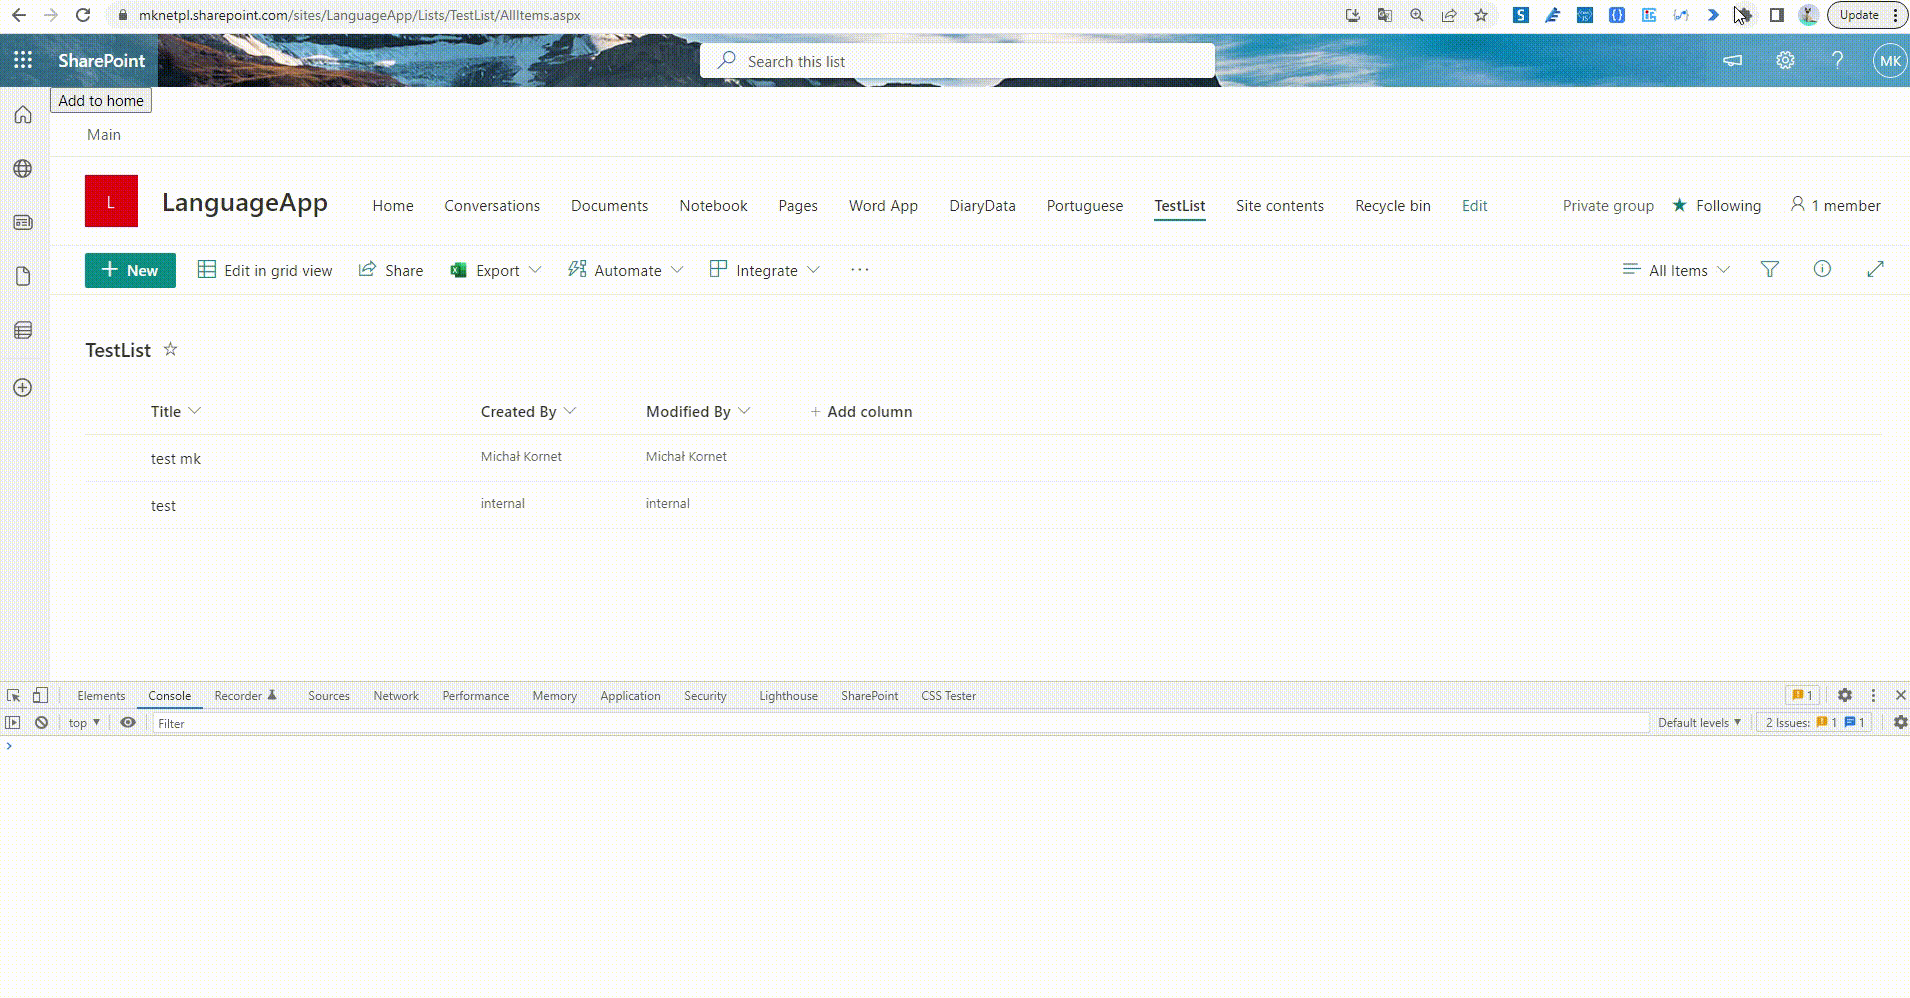 mknetpl.sharepoint.com/sites/LanguageApp/Lists/TestList/AllItems.aspx
Update
SharePoint
Search this list
MK
Add to home
Main
L
LanguageApp
Home Conversations Documents Notebook Pages Word App DiaryData Portuguese TestList Site contents Recycle bin Edit
Private group Following 1 member
+ New Edit in grid view Share Export Automate Integrate ···
All Items
TestList
Title Created By Modified By + Add column
test mk Michał Kornet Michał Kornet
test internal internal
Elements Console Recorder Sources Network Performance Memory Application Security Lighthouse SharePoint CSS Tester
1
top Filter Default levels 2 Issues: 1 1